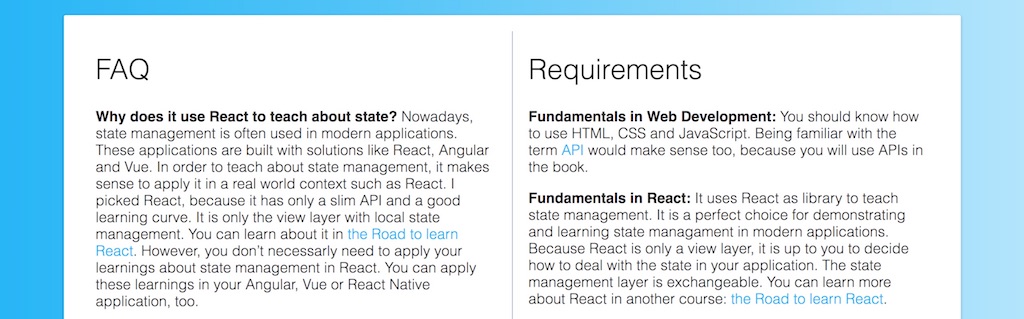 FAQ
Why does it use React to teach about state? Nowadays,
state management is often used in modern applications.
These applications are built with solutions like React, Angular
and Vue. In order to teach about state management, it makes
sense to apply it in a real world context such as React. I
picked React, because it has only a slim API and a good
learning curve. It is only the view layer with local state
management. You can learn about it in the Road to learn
React. However, you don't necessarly need to apply your
learnings about state management in React. You can apply
these learnings in your Angular, Vue or React Native
application, too.
Requirements
Fundamentals in Web Development: You should know how
to use HTML, CSS and JavaScript. Being familiar with the
term API would make sense too, because you will use APIs in
the book.
Fundamentals in React: It uses React as library to teach
state management. It is a perfect choice for demonstrating
and learning state managament in modern applications.
Because React is only a view layer, it is up to you to decide
how to deal with the state in your application. The state
management layer is exchangeable. You can learn more
about React in another course: the Road to learn React.